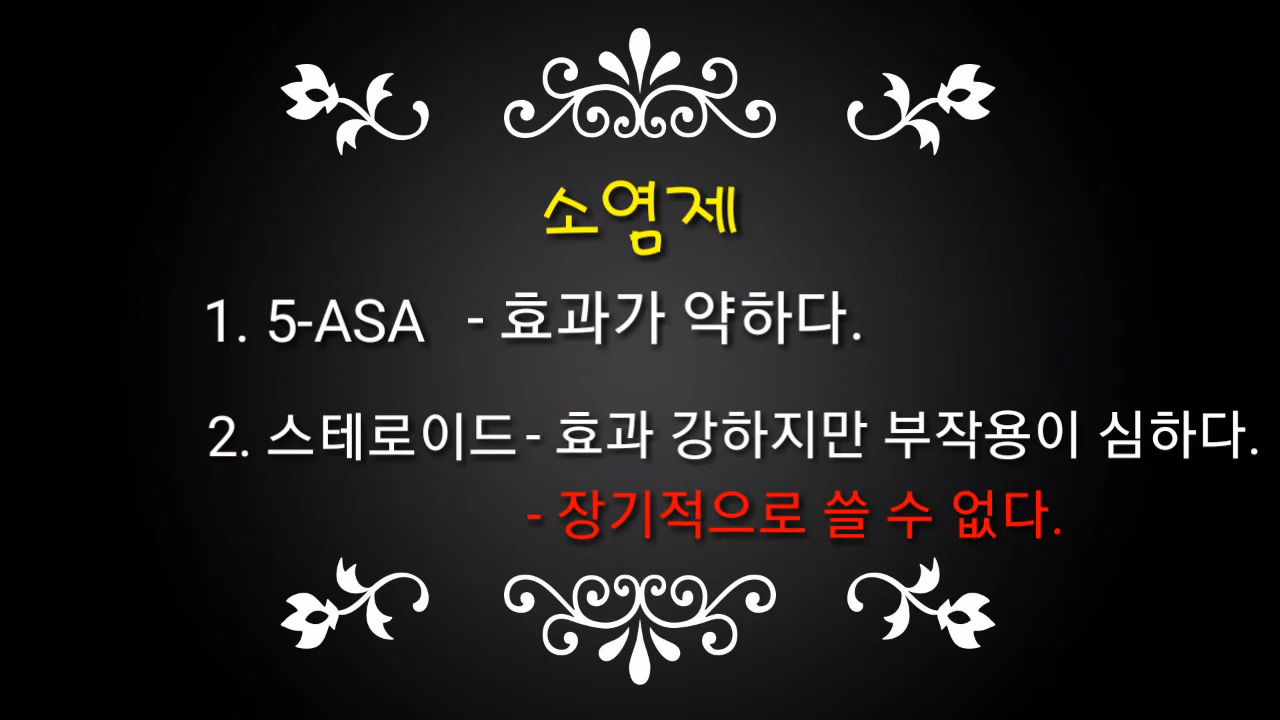 소염제
1. 5-ASA - 효과가 약하다.
2. 스테로이드 - 효과 강하지만 부작용이 심하다.
- 장기적으로 쓸 수 없다.